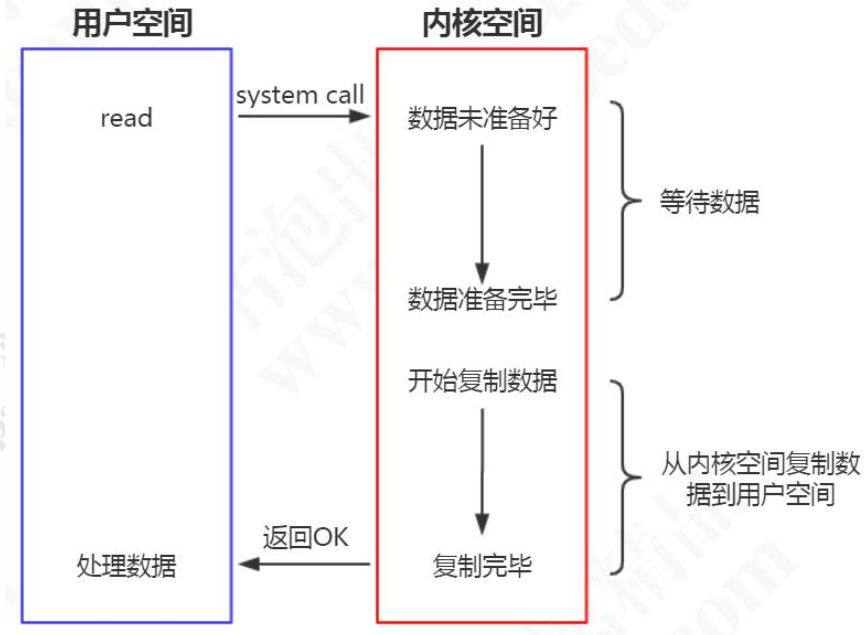 用户空间
内核空间
read
system call
数据未准备好
等待数据
数据准备完毕
开始复制数据
从内核空间复制数
据到用户空间
返回OK
处理数据
复制完毕